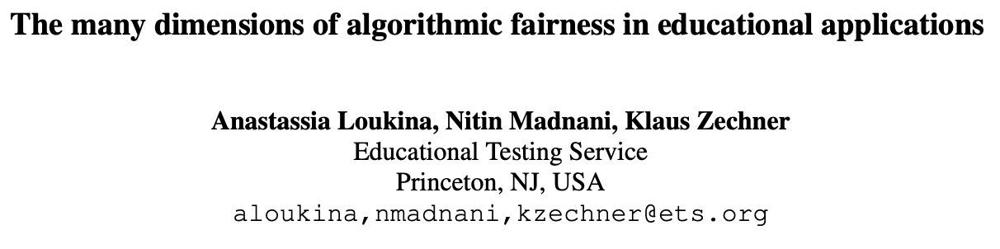 The many dimensions of algorithmic fairness in educational applications
Anastassia Loukina, Nitin Madnani, Klaus Zechner
Educational Testing Service
Princeton, NJ, USA
aloukina,nmadnani,kzechner@ets.org